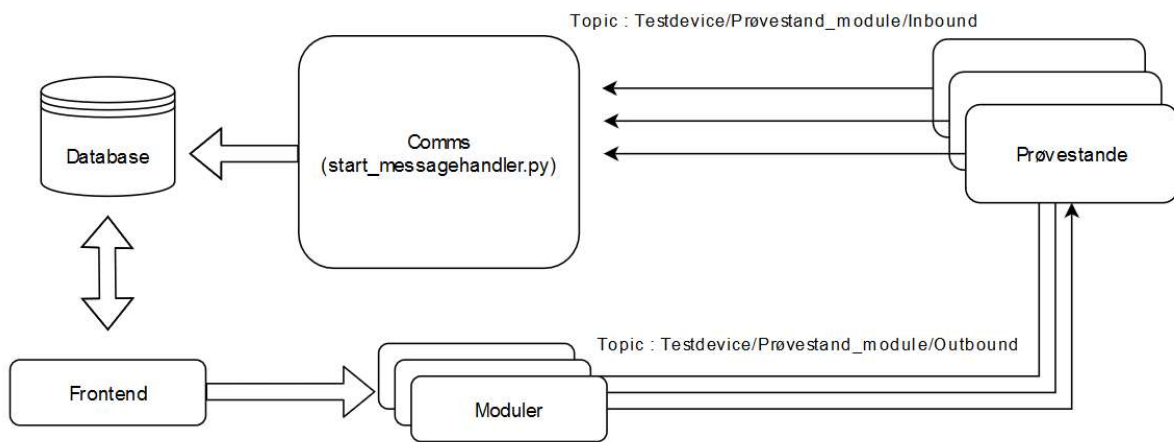 Topic : Testdevice/Prøvestand_module/Inbound
Database
Comms
(start_messagehandler.py)
Prøvestande
Topic : Testdevice/Prøvestand_module/Outbound
Frontend
Moduler